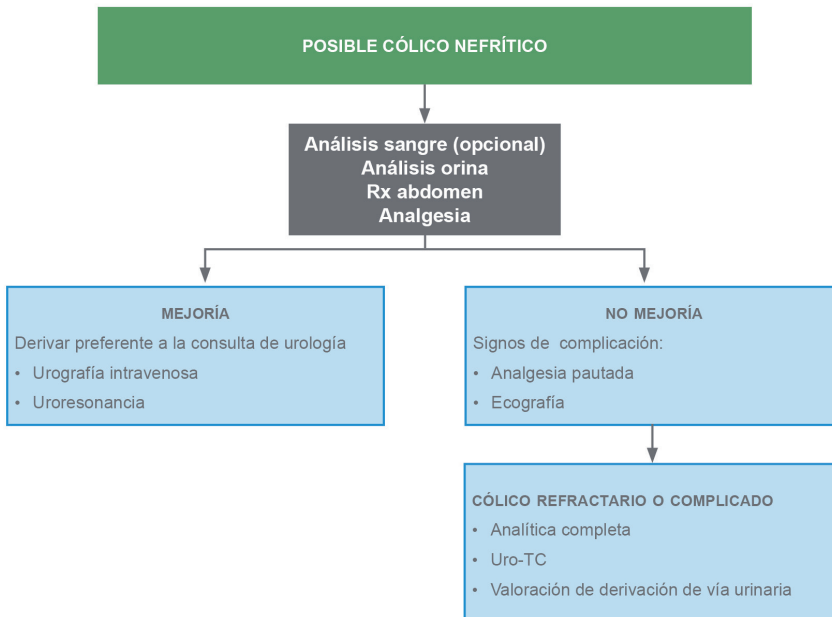 POSIBLE CÓLICO NEFRÍTICO
Análisis sangre (opcional)
Análisis orina
Rx abdomen
Analgesia
MEJORÍA
Derivar preferente a la consulta de urología
• Urografía intravenosa
• Uroresonancia
NO MEJORÍA
Signos de complicación:
• Analgesia pautada
• Ecografía
CÓLICO REFRACTARIO O COMPLICADO
• Analítica completa
• Uro-TC
• Valoración de derivación de vía urinaria